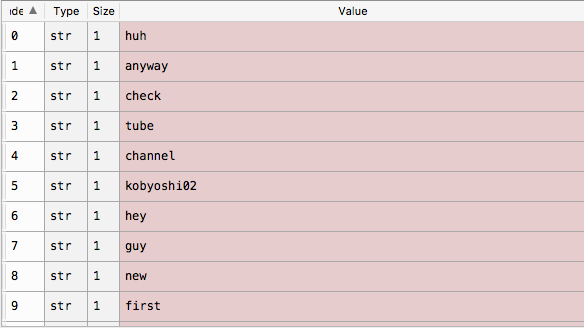 ide ▲ Type Size Value
0 str 1 huh
1 str 1 anyway
2 str 1 check
3 str 1 tube
4 str 1 channel
5 str 1 kobyoshi02
6 str 1 hey
7 str 1 guy
8 str 1 new
9 str 1 first